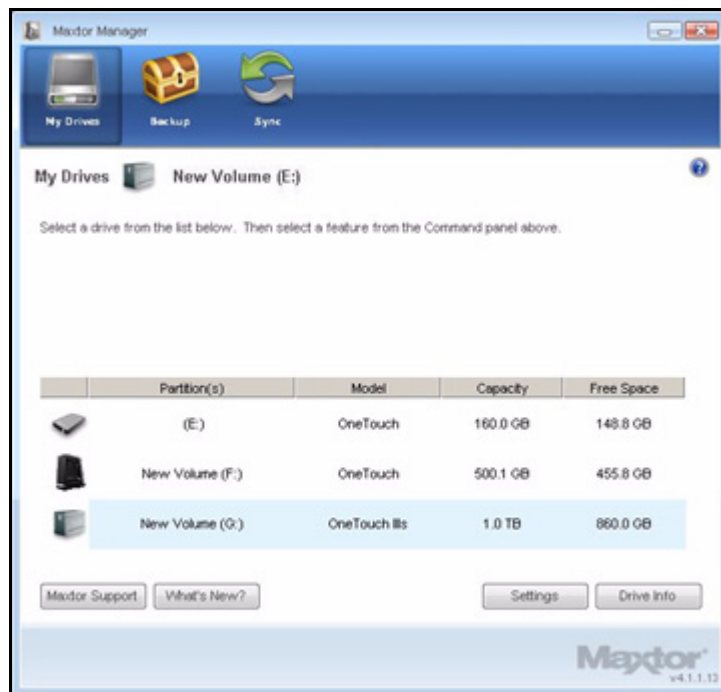 Maxtor Manager
My Drives Backup Sync
My Drives New Volume (E:)
Select a drive from the list below. Then select a feature from the Command panel above.
Partition(s) Model Capacity Free Space
(E:) OneTouch 160.0 GB 148.8 GB
New Volume (F:) OneTouch 500.1 GB 455.8 GB
New Volume (G:) OneTouch IIIs 1.0 TB 860.0 GB
Maxtor Support What's New? Settings Drive Info
Maxtor
v4.1.1.13